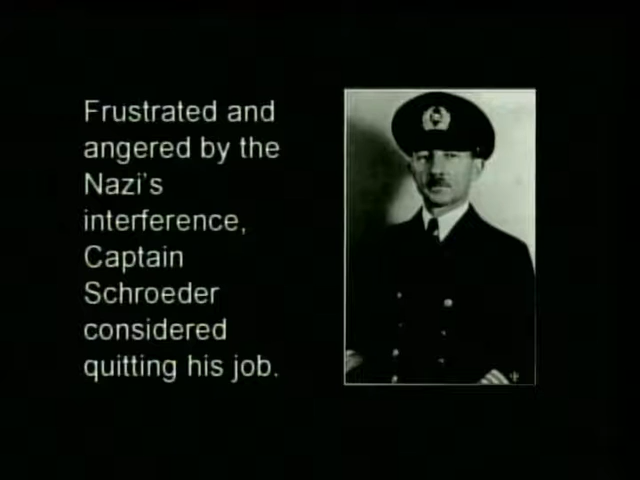 Frustrated and
angered by the
Nazi's
interference,
Captain
Schroeder
considered
quitting his job.